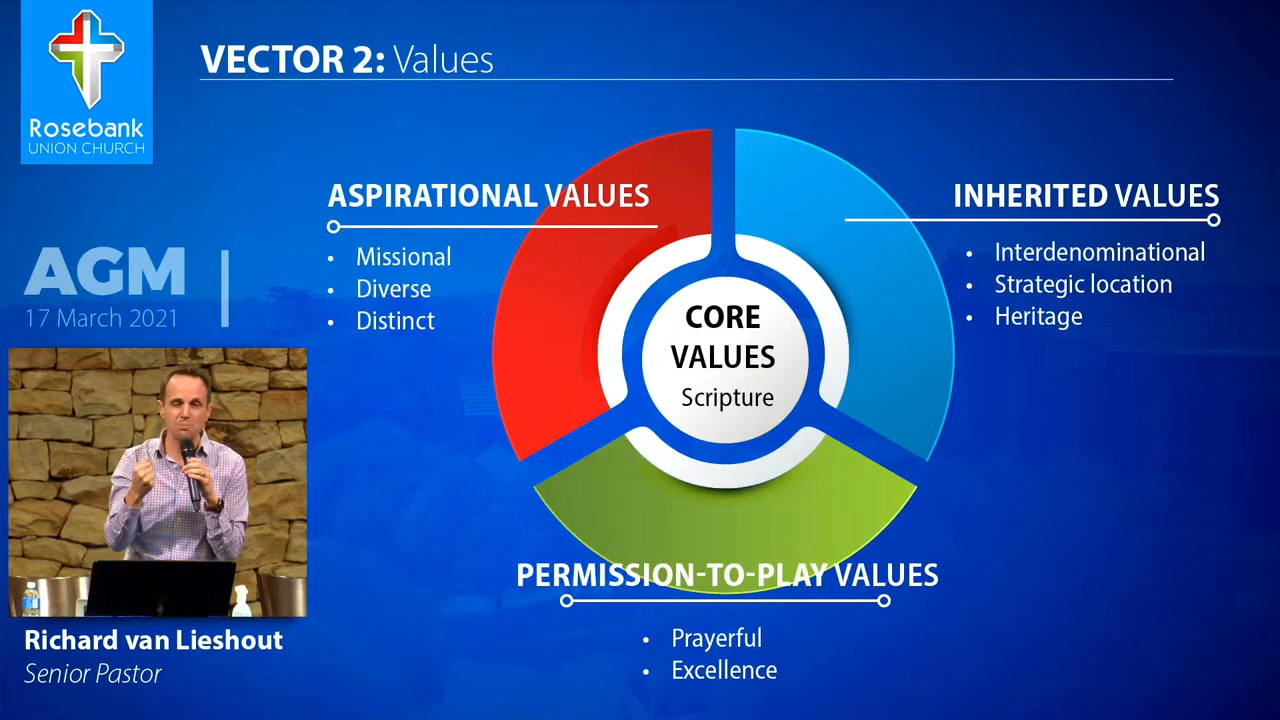 Rosebank
UNION CHURCH
VECTOR 2: Values
AGM
17 March 2021
Richard van Lieshout
Senior Pastor
ASPIRATIONAL VALUES
• Missional
• Diverse
• Distinct
CORE
VALUES
Scripture
INHERITED VALUES
• Interdenominational
• Strategic location
• Heritage
PERMISSION-TO-PLAY VALUES
• Prayerful
• Excellence